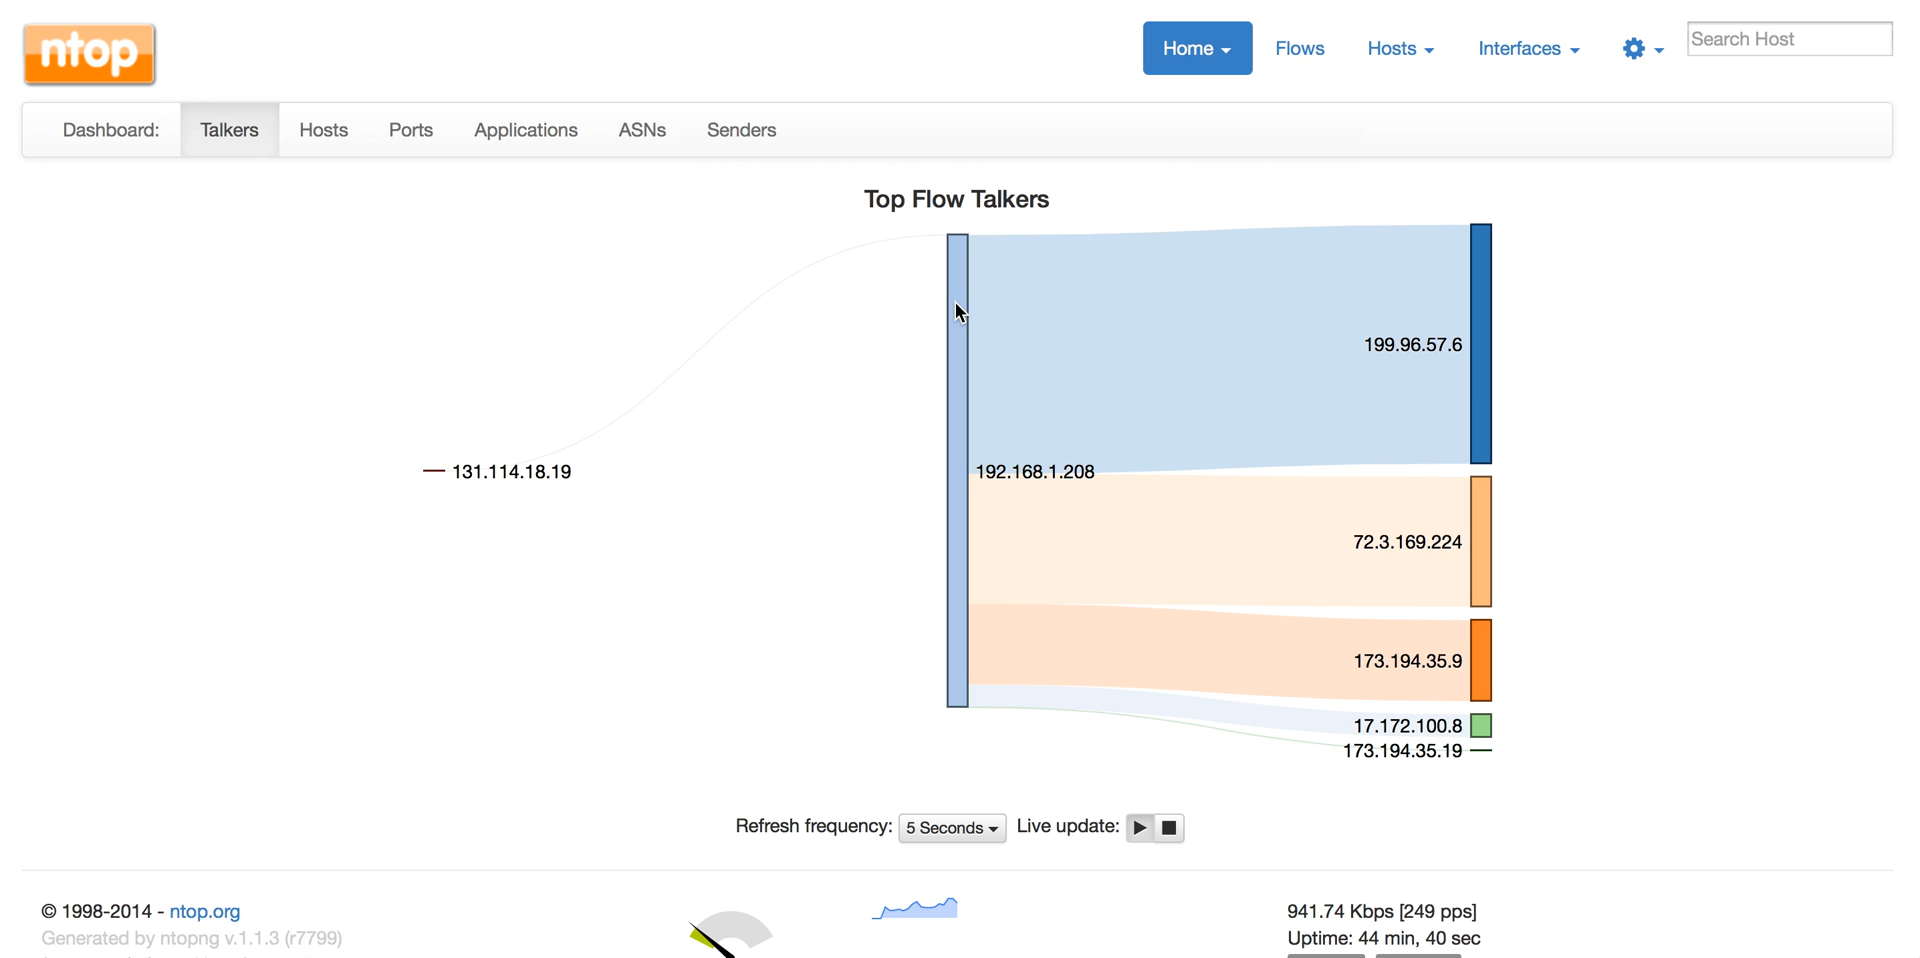 ntop
Home Flows Hosts Interfaces Search Host
Dashboard: Talkers Hosts Ports Applications ASNs Senders
Top Flow Talkers
199.96.57.6
131.114.18.19 192.168.1.208
72.3.169.224
173.194.35.9
17.172.100.8
173.194.35.19
Refresh frequency: 5 Seconds Live update:
© 1998-2014 - ntop.org 941.74 Kbps [249 pps]
Generated by ntopng v.1.1.3 (r7799) Uptime: 44 min, 40 sec